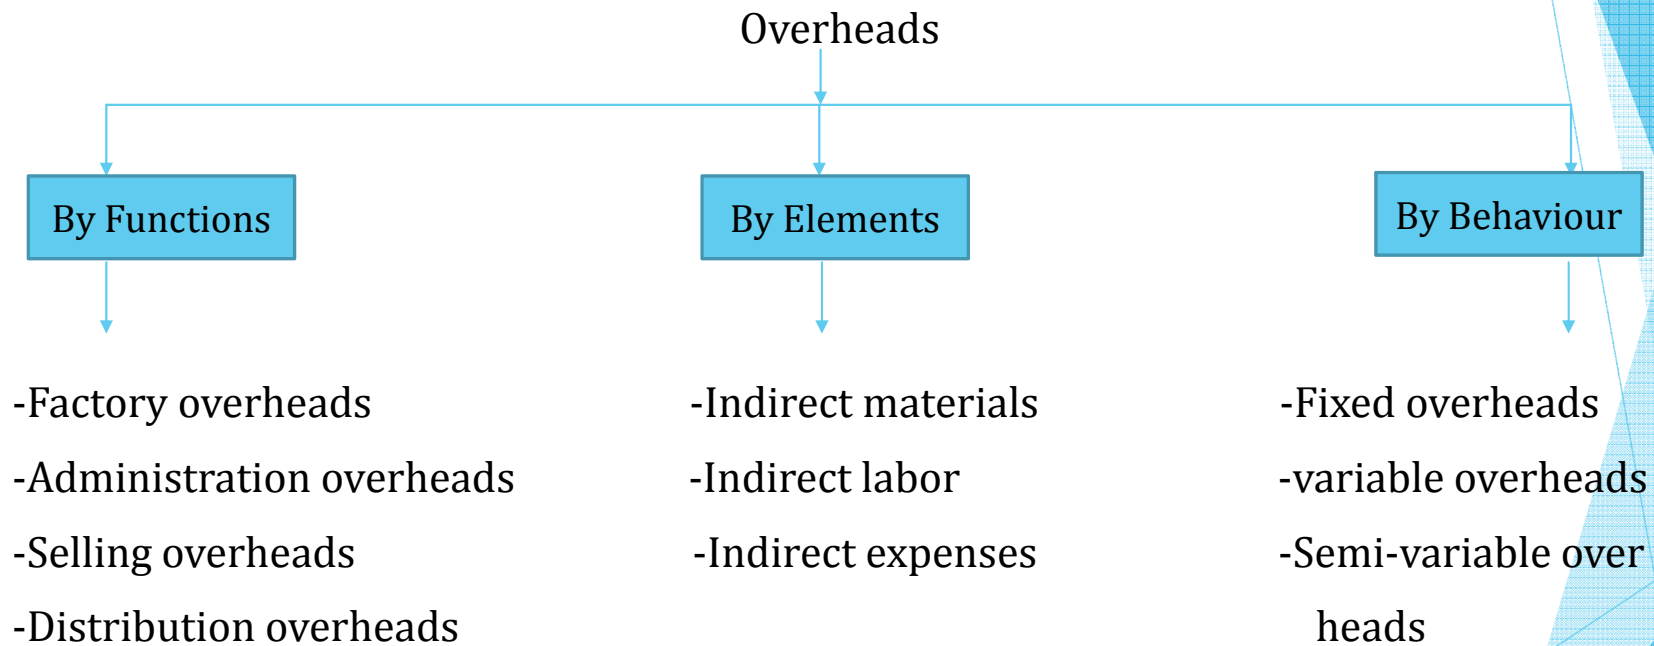 Overheads
By Functions
By Elements
By Behaviour
-Factory overheads
-Administration overheads
-Selling overheads
-Distribution overheads
-Indirect materials
-Indirect labor
-Indirect expenses
-Fixed overheads
-variable overheads
-Semi-variable over
heads